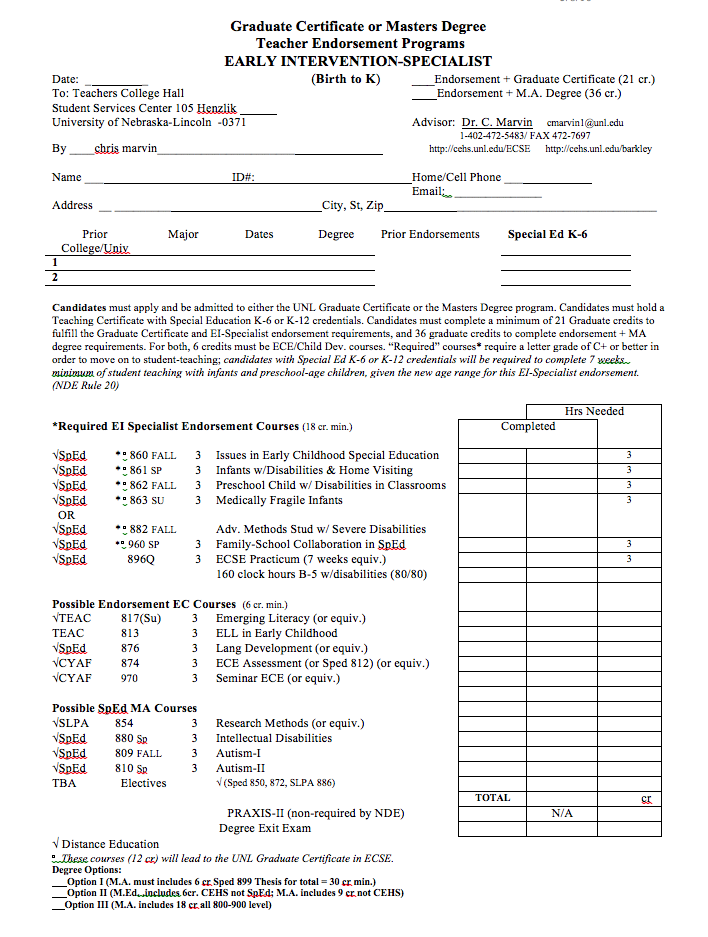 Graduate Certificate or Masters Degree
Teacher Endorsement Programs
EARLY INTERVENTION-SPECIALIST
Date: __________ (Birth to K) ____Endorsement + Graduate Certificate (21 cr.)
To: Teachers College Hall ____Endorsement + M.A. Degree (36 cr.)
Student Services Center 105 Henzlik ______
University of Nebraska-Lincoln -0371 Advisor: Dr. C. Marvin cmarvin1@unl.edu
1-402-472-5483/ FAX 472-7697
By ____chris marvin____ http://cehs.unl.edu/ECSE http://cehs.unl.edu/barkley
Name ____ ID#: ____ Home/Cell Phone ____
Email: ____
Address ____ City, St, Zip ____
Prior Major Dates Degree Prior Endorsements Special Ed K-6
College/Univ
1
2
Candidates must apply and be admitted to either the UNL Graduate Certificate or the Masters Degree program. Candidates must hold a
Teaching Certificate with Special Education K-6 or K-12 credentials. Candidates must complete a minimum of 21 Graduate credits to
fulfill the Graduate Certificate and EI-Specialist endorsement requirements, and 36 graduate credits to complete endorsement + MA
degree requirements. For both, 6 credits must be ECE/Child Dev. courses. “Required” courses* require a letter grade of C+ or better in
order to move on to student-teaching; candidates with Special Ed K-6 or K-12 credentials will be required to complete 7 weeks
minimum of student teaching with infants and preschool-age children, given the new age range for this EI-Specialist endorsement.
(NDE Rule 20)
Hrs Needed
*Required EI Specialist Endorsement Courses (18 cr. min.) Completed
√SpEd *° 860 FALL 3 Issues in Early Childhood Special Education 3
√SpEd *° 861 SP 3 Infants w/Disabilities & Home Visiting 3
√SpEd *° 862 FALL 3 Preschool Child w/ Disabilities in Classrooms 3
√SpEd *° 863 SU 3 Medically Fragile Infants 3
OR
√SpEd *° 882 FALL Adv. Methods Stud w/ Severe Disabilities
√SpEd *° 960 SP 3 Family-School Collaboration in SpEd 3
√SpEd 896Q 3 ECSE Practicum (7 weeks equiv.) 3
160 clock hours B-5 w/disabilities (80/80)
Possible Endorsement EC Courses (6 cr. min.)
√TEAC 817(Su) 3 Emerging Literacy (or equiv.)
TEAC 813 3 ELL in Early Childhood
√SpEd 876 3 Lang Development (or equiv.)
√CYAF 874 3 ECE Assessment (or Sped 812) (or equiv.)
√CYAF 970 3 Seminar ECE (or equiv.)
Possible SpEd MA Courses
√SLPA 854 3 Research Methods (or equiv.)
√SpEd 880 Sp 3 Intellectual Disabilities
√SpEd 809 FALL 3 Autism-I
√SpEd 810 Sp 3 Autism-II
TBA Electives √ (Sped 850, 872, SLPA 886)
TOTAL cr
PRAXIS-II (non-required by NDE) N/A
Degree Exit Exam
√ Distance Education
° These courses (12 cr) will lead to the UNL Graduate Certificate in ECSE.
Degree Options:
___Option I (M.A. must includes 6 cr Sped 899 Thesis for total = 30 cr min.)
___Option II (M.Ed. includes 6cr. CEHS not SpEd; M.A. includes 9 cr not CEHS)
___Option III (M.A. includes 18 cr all 800-900 level)